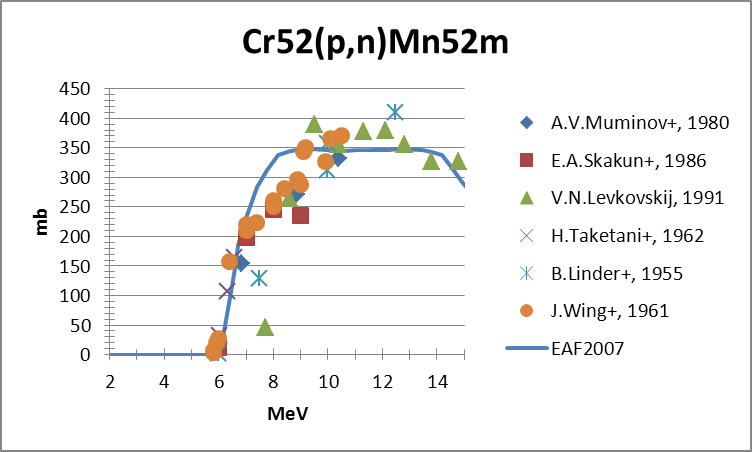 Cr52(p,n)Mn52m
450
400
350
300
250
200
150
100
50
0
mb
2 4 6 8 10 12 14
MeV
A.V.Muminov+, 1980
E.A.Skakun+, 1986
V.N.Levkovskij, 1991
H.Taketani+, 1962
B.Linder+, 1955
J.Wing+, 1961
EAF2007